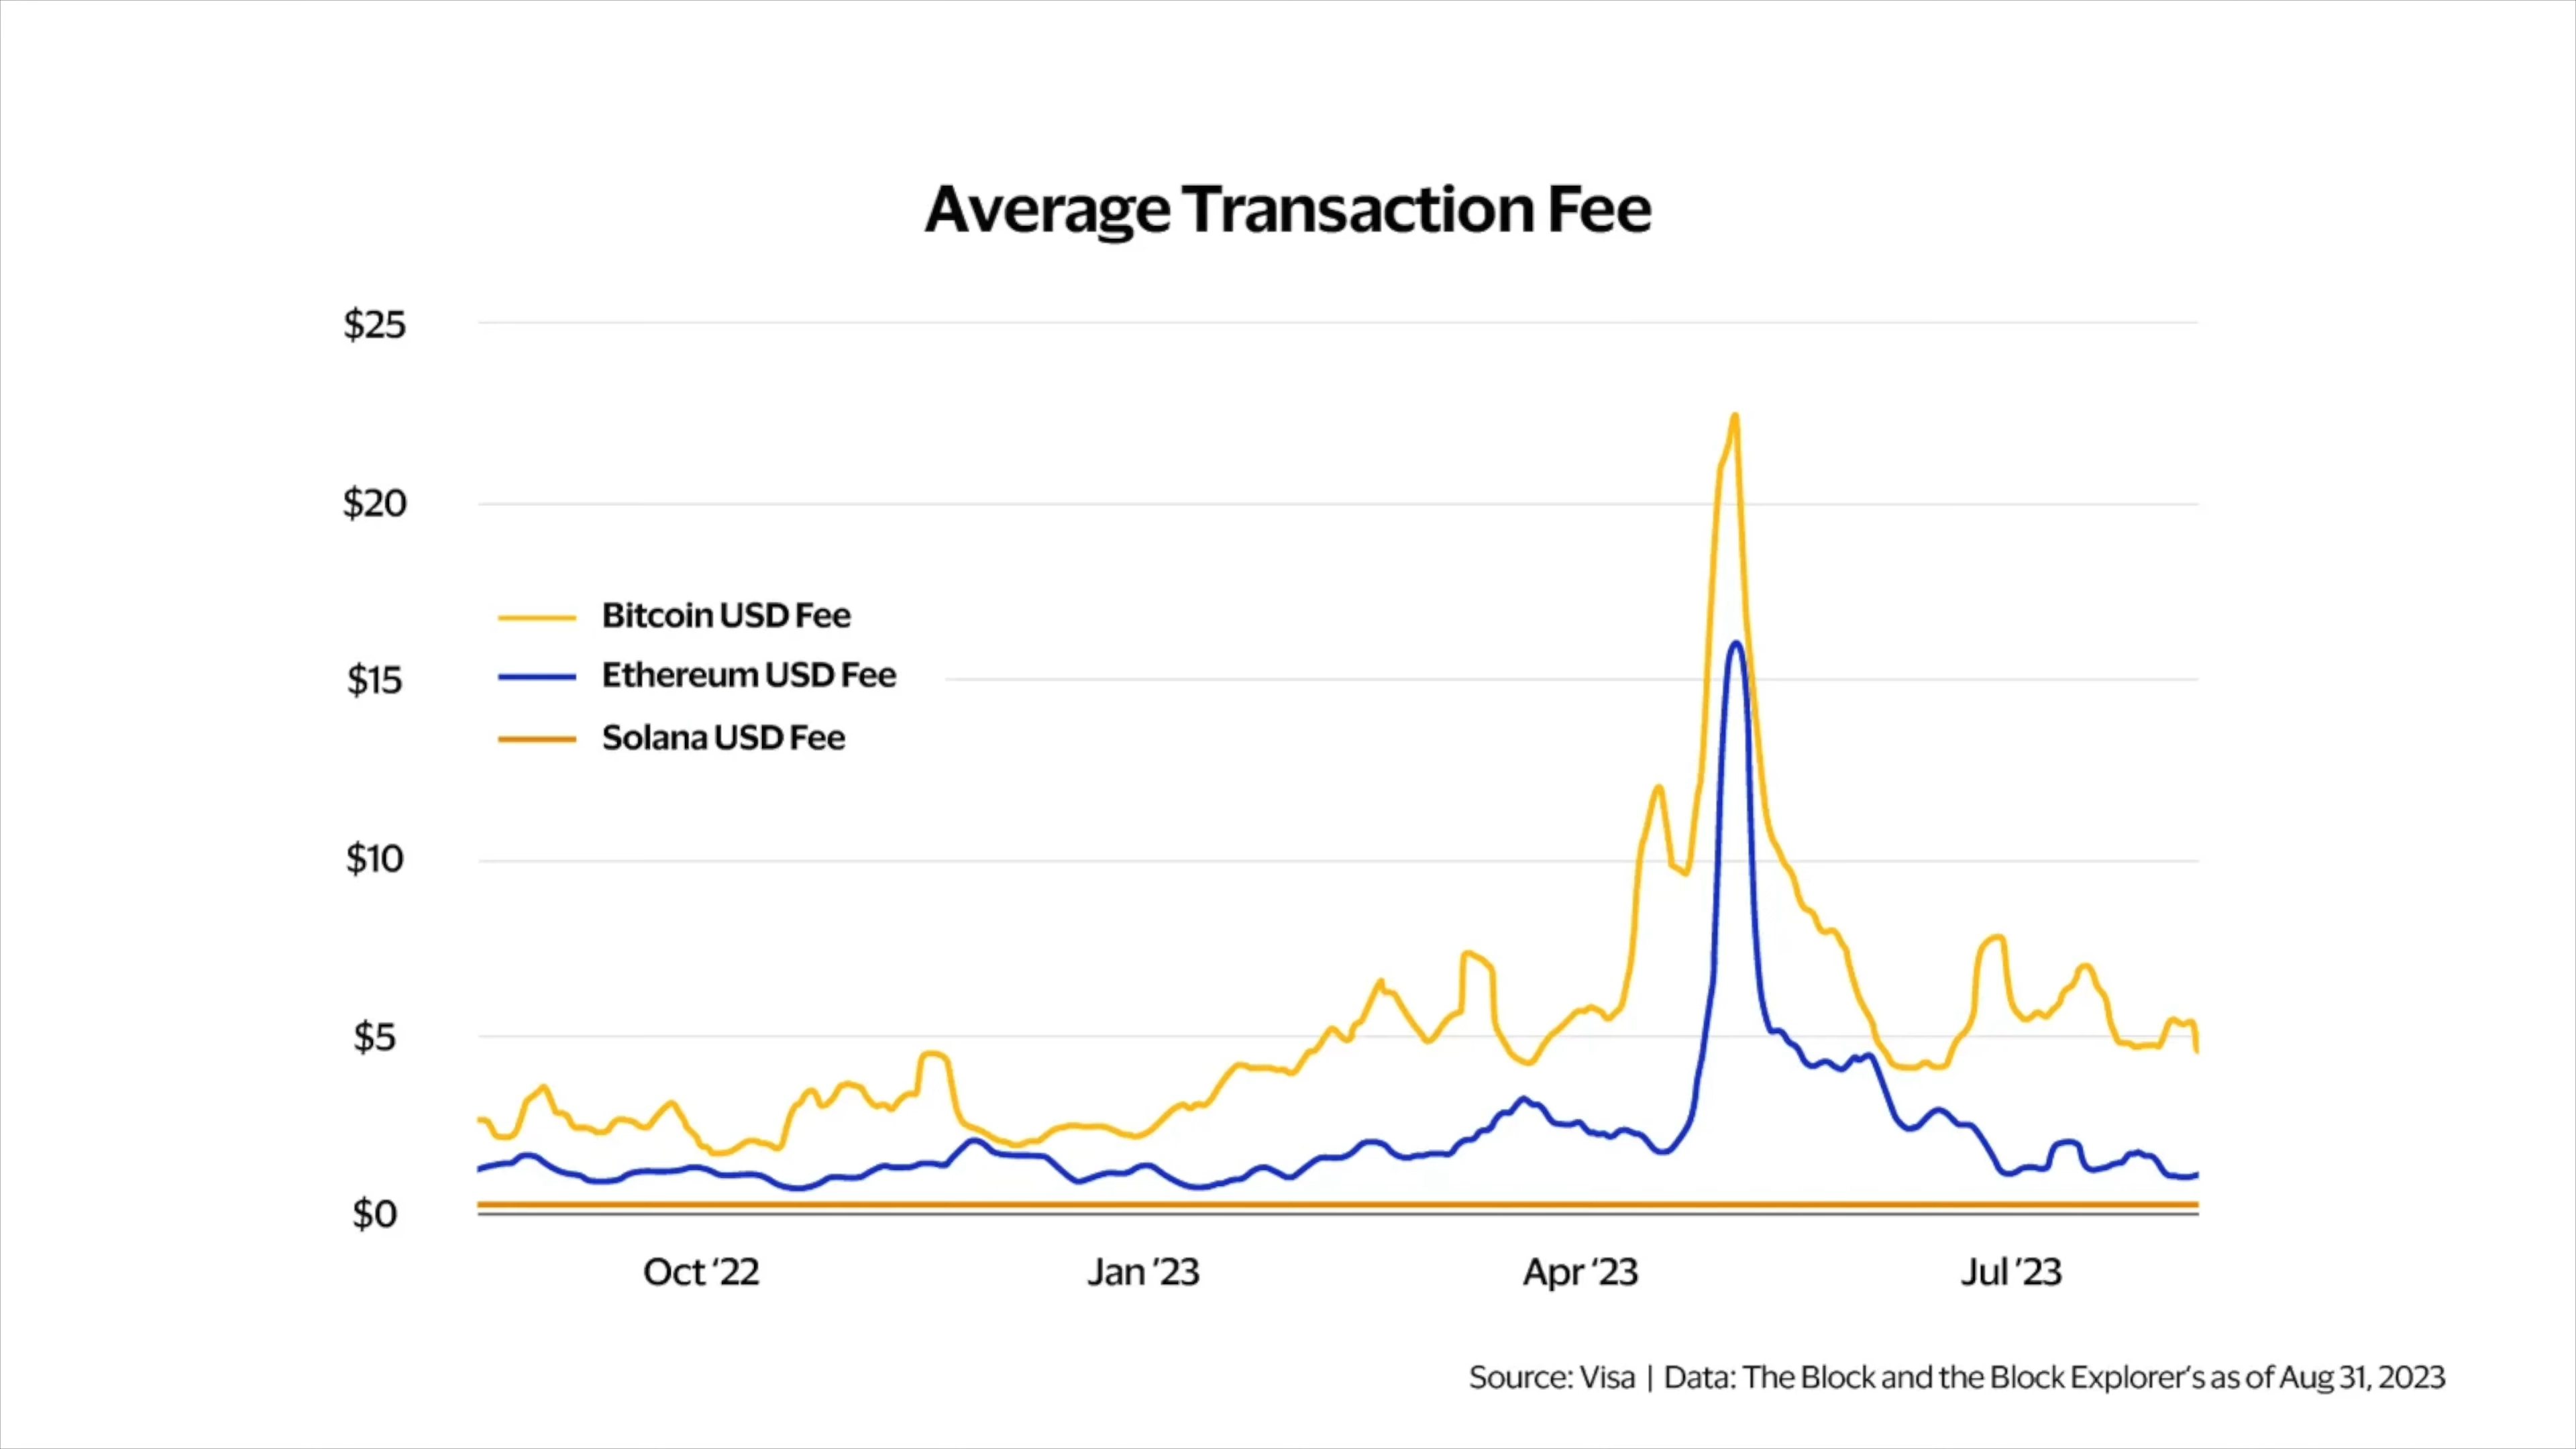 Average Transaction Fee
$25
$20
Bitcoin USD Fee
$15
Ethereum USD Fee
Solana USD Fee
$10
$5
$0
Oct ‘22
Jan ’23
Apr ‘23
Jul ’23
Source: Visa | Data: The Block and the Block Explorer’s as of Aug 31, 2023